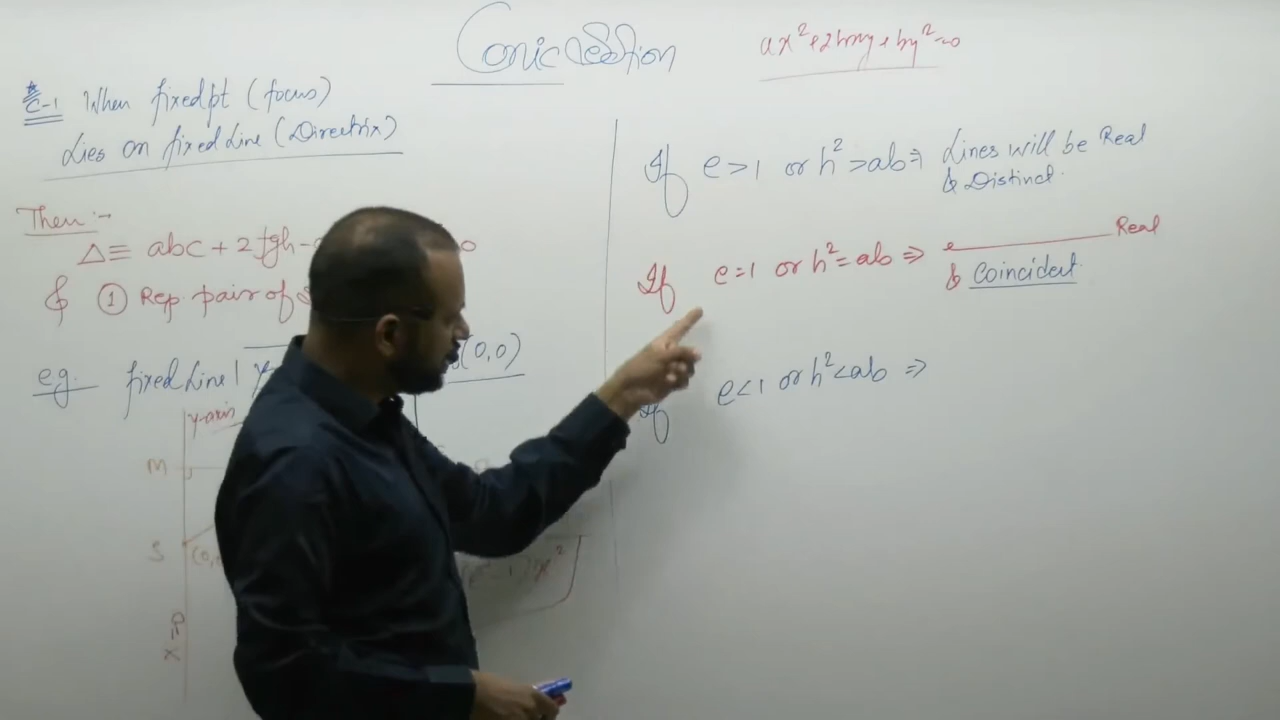 Conic Section
ax²+2hxy+by²=0
C-1 When fixed pt (focus)
Lies on fixed Line (Directrix)
Then :-
Δ≡ abc + 2fgh-
① Rep. pair of
eg. fixed Line
(0,0)
y-axis
M
S
x=0
If e>1 or h²>ab ⇒ Lines will be Real
& Distinct.
If e=1 or h²=ab ⇒ Real
& Coincident.
If e<1 or h²<ab ⇒